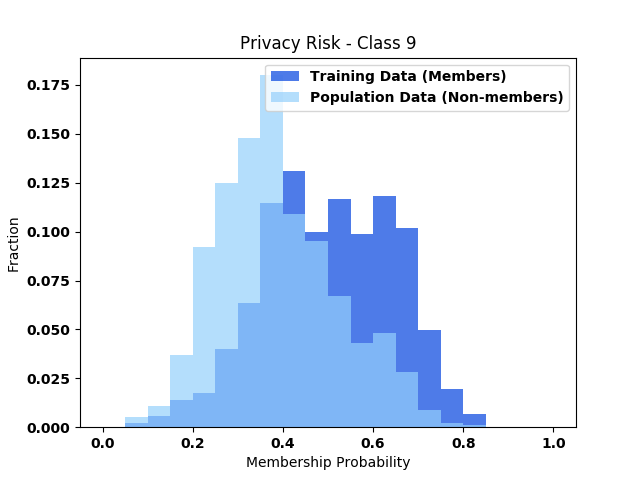 Privacy Risk - Class 9
Training Data (Members)
Population Data (Non-members)
0.175
0.150
0.125
0.100
0.075
0.050
0.025
0.000
Fraction
0.0 0.2 0.4 0.6 0.8 1.0
Membership Probability